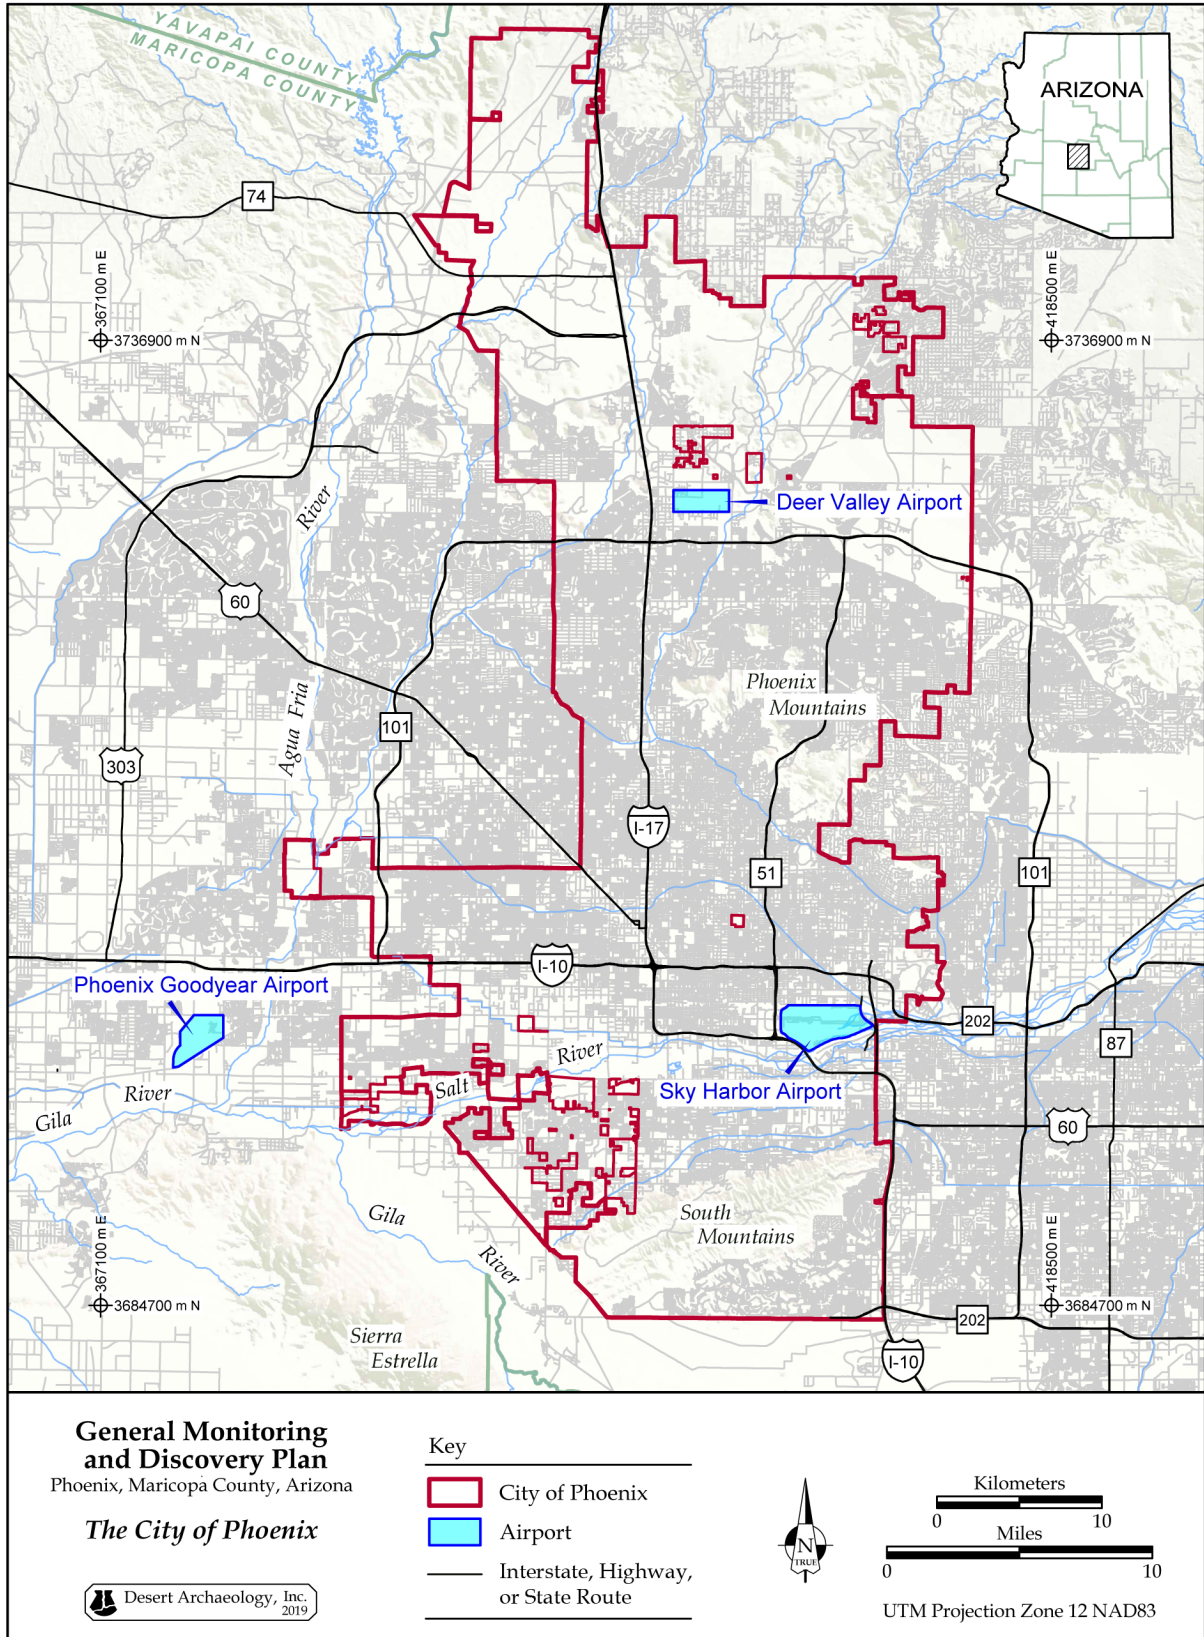 YAVAPAI COUNTY
MARICOPA COUNTY
ARIZONA
74
367100 m E
3736900 m N
418500 m E
3736900 m N
River
Deer Valley Airport
60
Agua Fria
Phoenix
Mountains
101
303
I-17
51
101
I-10
Phoenix Goodyear Airport
202
87
River
Salt
Sky Harbor Airport
River
Gila
60
Gila
River
South
Mountains
367100 m E
3684700 m N
418500 m E
3684700 m N
202
Sierra
Estrella
I-10
General Monitoring
and Discovery Plan
Phoenix, Maricopa County, Arizona
The City of Phoenix
Desert Archaeology, Inc.
2019
Key
City of Phoenix
Airport
Interstate, Highway,
or State Route
N
TRUE
Kilometers
0 10
Miles
0 10
UTM Projection Zone 12 NAD83